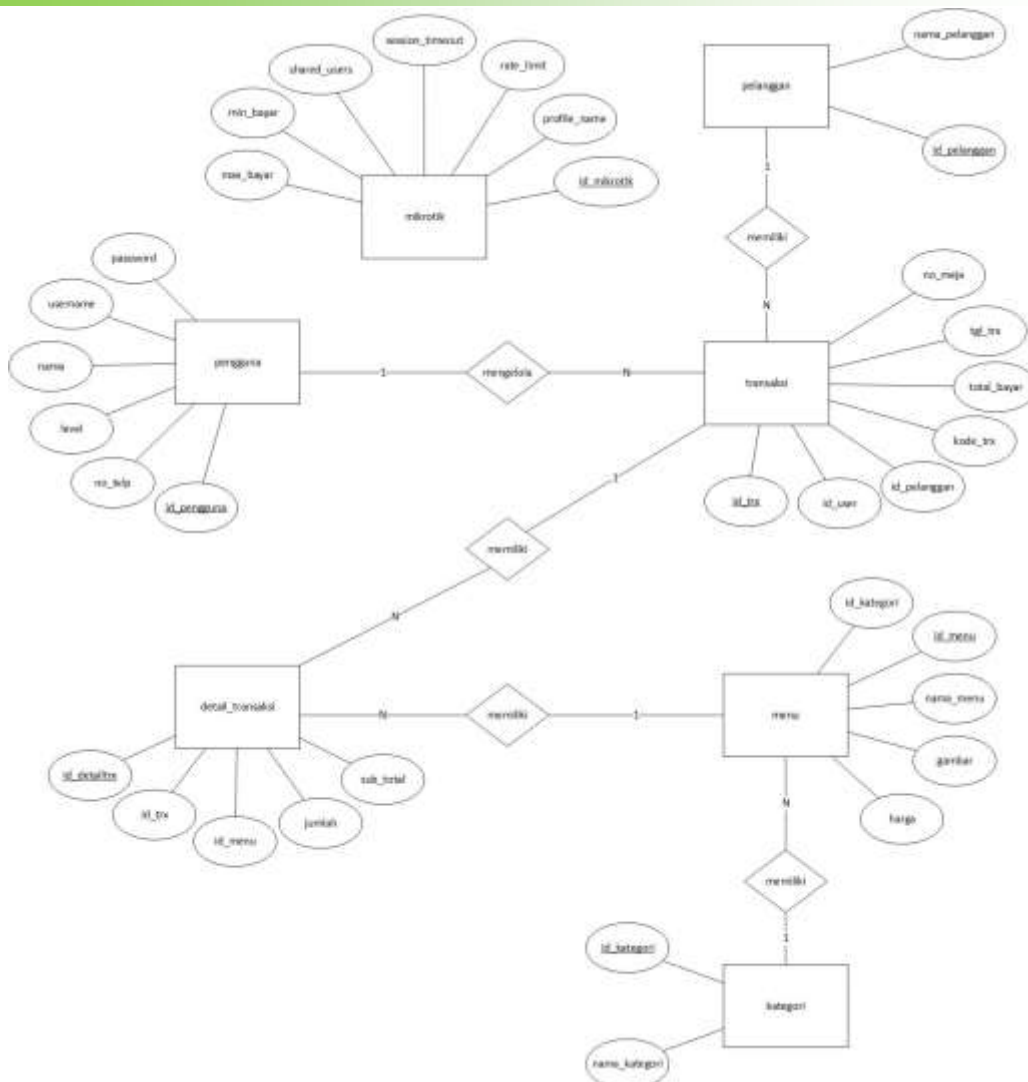 session_timeout
nama_pelanggan
shared_users
rate_limit
pelanggan
min_bayar
profile_name
id_pelanggan
max_bayar
id_mikrotik
1
mikrotik
memiliki
password
no_meja
username
N
tgl_trx
nama
pengguna
1
mengelola
N
transaksi
total_bayar
level
kode_trx
no_telp
id_pengguna
id_trx
id_user
id_pelanggan
1
memiliki
id_kategori
N
id_menu
detail_transaksi
N
memiliki
1
menu
nama_menu
id_detailtrx
sub_total
gambar
id_trx
id_menu
jumlah
N
harga
memiliki
1
id_kategori
kategori
nama_kategori